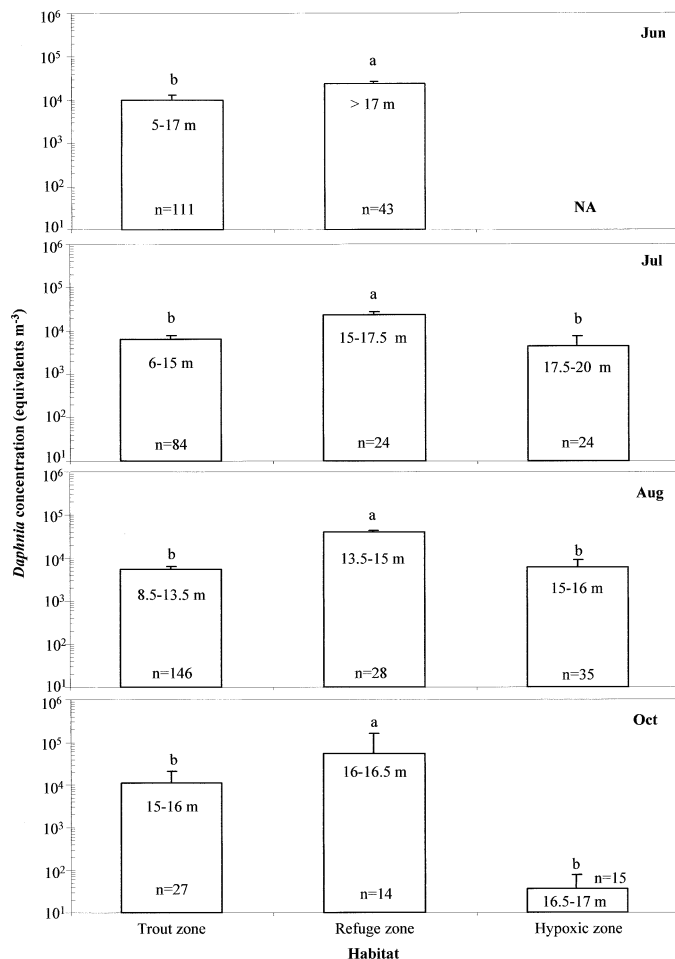 Daphnia concentration (equivalents m⁻³)
10⁶
10⁵
10⁴
10³
10²
10¹
Jun
b
5-17 m
n=111
a
> 17 m
n=43
NA
10⁶
10⁵
10⁴
10³
10²
10¹
Jul
b
6-15 m
n=84
a
15-17.5 m
n=24
b
17.5-20 m
n=24
10⁶
10⁵
10⁴
10³
10²
10¹
Aug
b
8.5-13.5 m
n=146
a
13.5-15 m
n=28
b
15-16 m
n=35
10⁶
10⁵
10⁴
10³
10²
10¹
Oct
b
15-16 m
n=27
a
16-16.5 m
n=14
b
n=15
16.5-17 m
Trout zone
Refuge zone
Hypoxic zone
Habitat